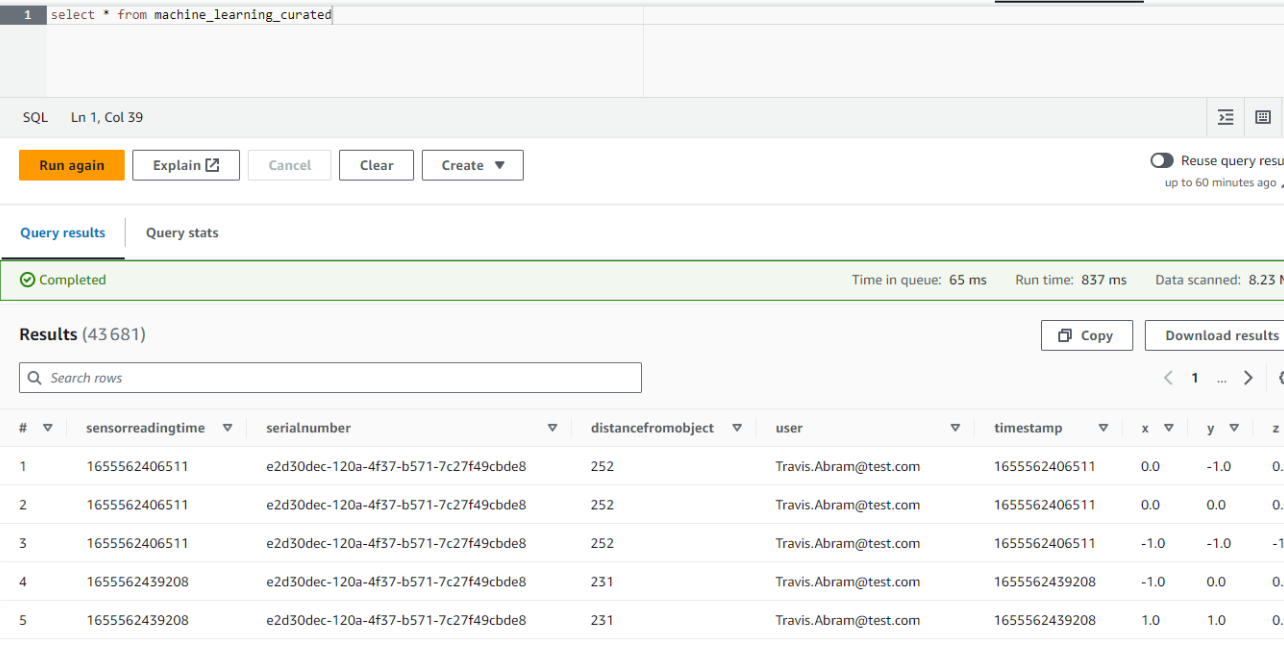 1 select * from machine_learning_curated
SQL Ln 1, Col 39
Run again Explain Cancel Clear Create Reuse query resu
up to 60 minutes ago
Query results Query stats
Completed Time in queue: 65 ms Run time: 837 ms Data scanned: 8.23 M
Results (43681) Copy Download results
Search rows 1 ...
# sensorreadingtime serialnumber distancefromobject user timestamp x y z
1 1655562406511 e2d30dec-120a-4f37-b571-7c27f49cbde8 252 Travis.Abram@test.com 1655562406511 0.0 -1.0 0.
2 1655562406511 e2d30dec-120a-4f37-b571-7c27f49cbde8 252 Travis.Abram@test.com 1655562406511 0.0 0.0 0.
3 1655562406511 e2d30dec-120a-4f37-b571-7c27f49cbde8 252 Travis.Abram@test.com 1655562406511 -1.0 -1.0 -1
4 1655562439208 e2d30dec-120a-4f37-b571-7c27f49cbde8 231 Travis.Abram@test.com 1655562439208 -1.0 0.0 0.
5 1655562439208 e2d30dec-120a-4f37-b571-7c27f49cbde8 231 Travis.Abram@test.com 1655562439208 1.0 1.0 0.